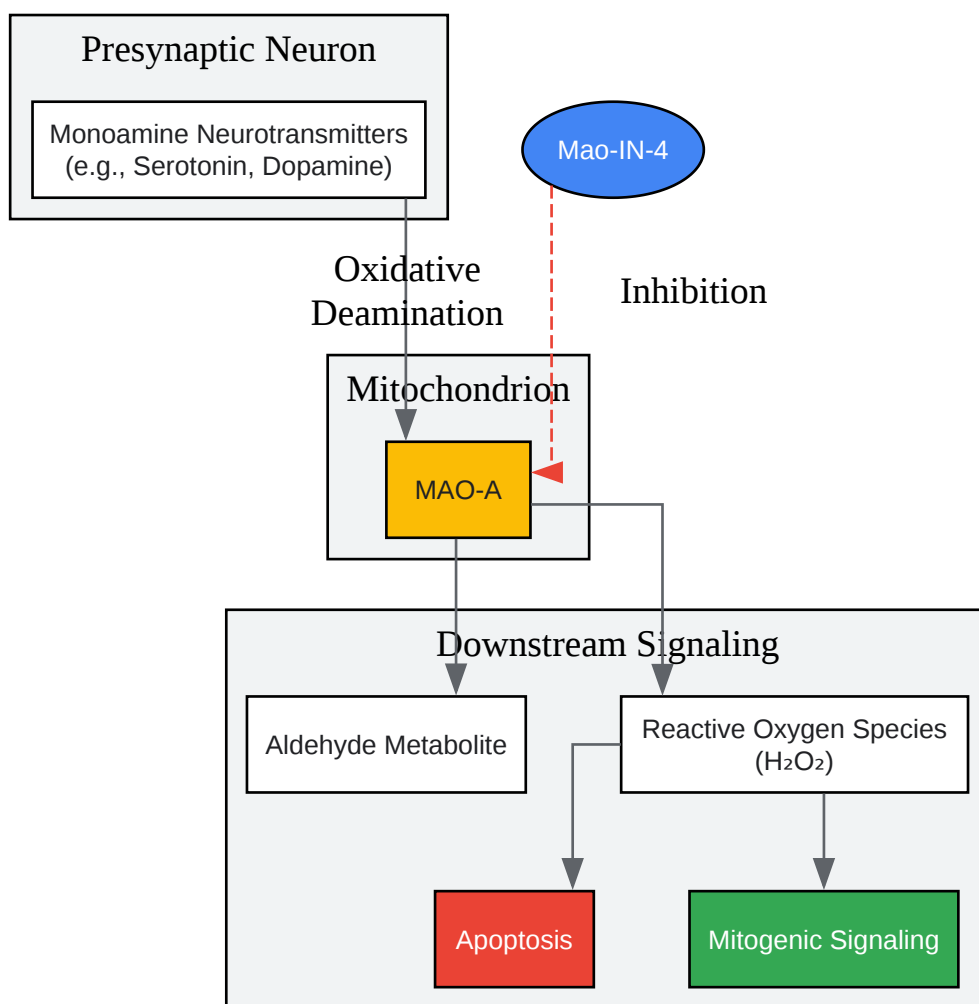 Presynaptic Neuron
Monoamine Neurotransmitters
(e.g., Serotonin, Dopamine)
Mao-IN-4
Oxidative
Deamination
Inhibition
Mitochondrion
MAO-A
Downstream Signaling
Aldehyde Metabolite
Reactive Oxygen Species
(H₂O₂)
Apoptosis
Mitogenic Signaling